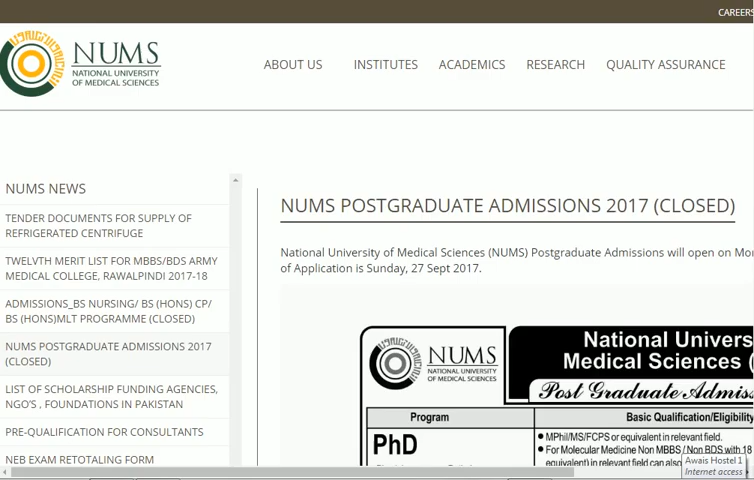 CAREERS
NUMS
NATIONAL UNIVERSITY
OF MEDICAL SCIENCES
ABOUT US
INSTITUTES
ACADEMICS
RESEARCH
QUALITY ASSURANCE
NUMS NEWS
TENDER DOCUMENTS FOR SUPPLY OF
REFRIGERATED CENTRIFUGE
TWELVTH MERIT LIST FOR MBBS/BDS ARMY
MEDICAL COLLEGE, RAWALPINDI 2017-18
ADMISSIONS_BS NURSING/ BS (HONS) CP/
BS (HONS)MLT PROGRAMME (CLOSED)
NUMS POSTGRADUATE ADMISSIONS 2017
(CLOSED)
LIST OF SCHOLARSHIP FUNDING AGENCIES,
NGO'S , FOUNDATIONS IN PAKISTAN
PRE-QUALIFICATION FOR CONSULTANTS
NEB EXAM RETOTALING FORM
NUMS POSTGRADUATE ADMISSIONS 2017 (CLOSED)
National University of Medical Sciences (NUMS) Postgraduate Admissions will open on Mo
of Application is Sunday, 27 Sept 2017.
NUMS
NATIONAL UNIVERSITY
OF MEDICAL SCIENCES
National Univers
Medical Sciences (
Post Graduate Admiss
Program
Basic Qualification/Eligibility
PhD
● MPhil/MS/FCPS or equivalent in relevant field.
● For Molecular Medicine Non MBBS / Non BDS with 18
equivalent) in relevant field can also
Awais Hostel 1
Internet access